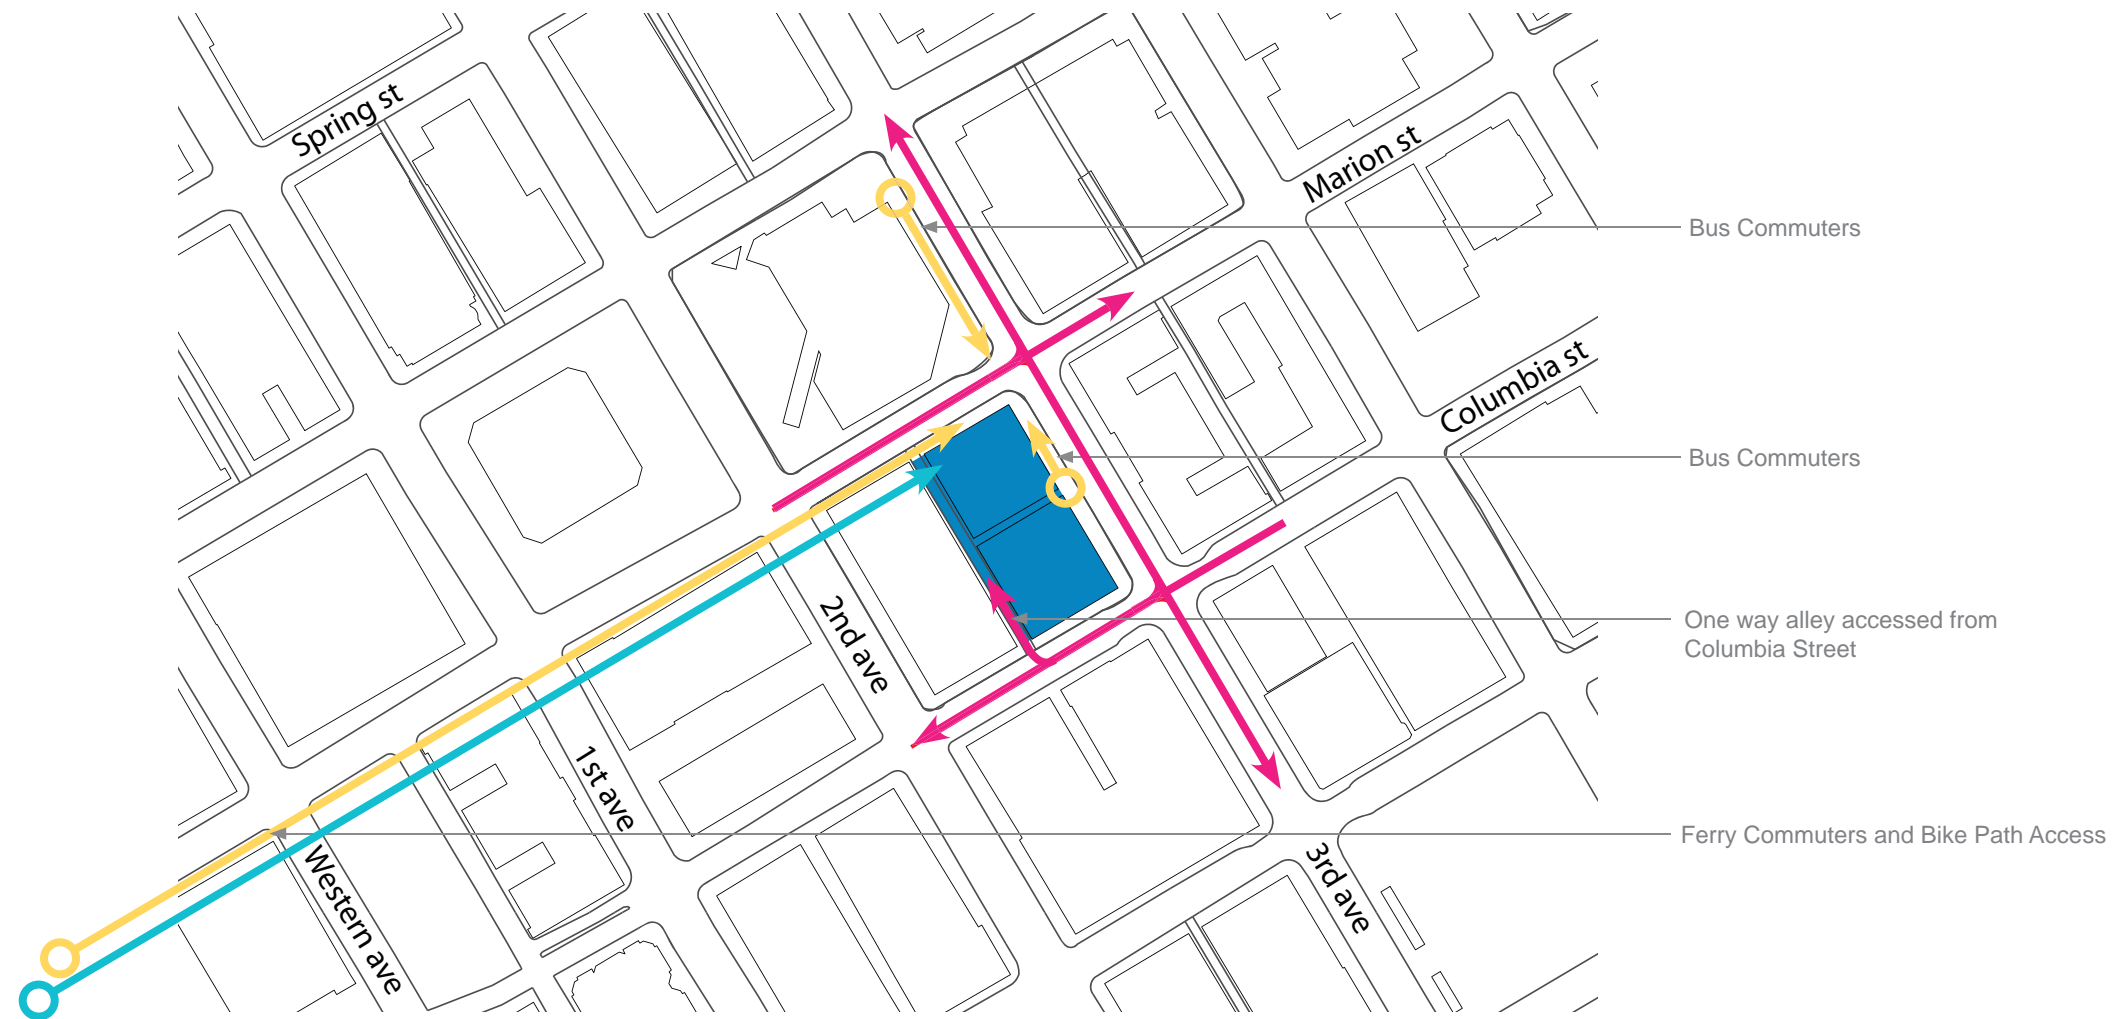 Spring st
Marion st
Bus Commuters
Columbia st
Bus Commuters
2nd ave
One way alley accessed from
Columbia Street
1st ave
Ferry Commuters and Bike Path Access
Western ave
3rd ave